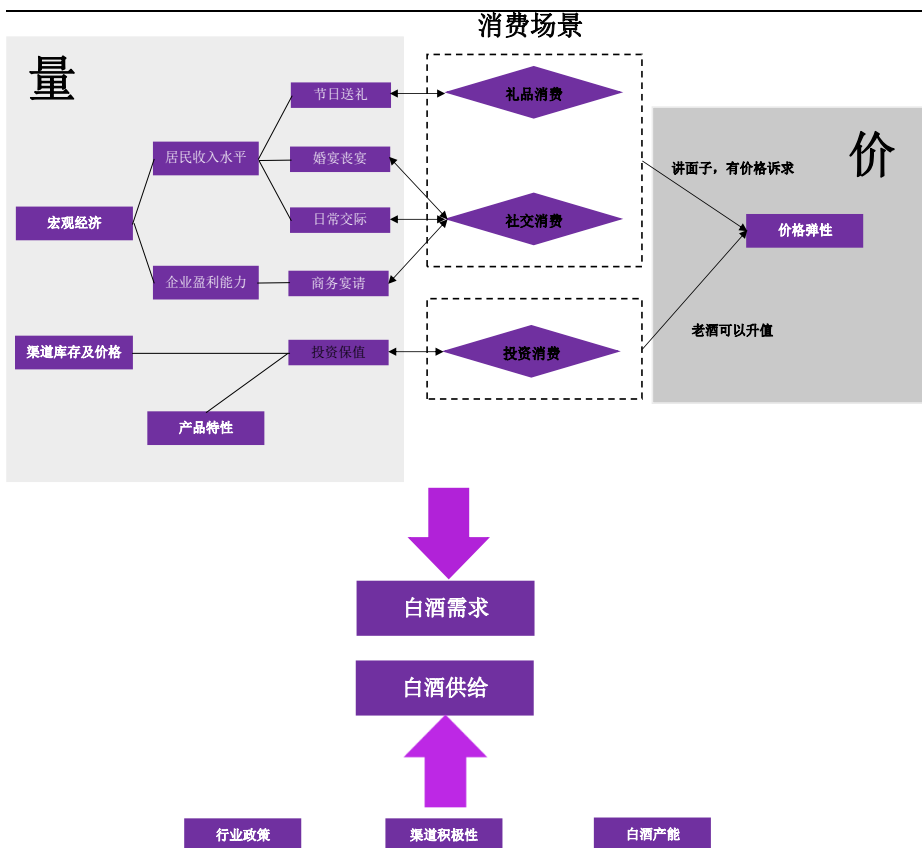 消费场景
量
节日送礼
礼品消费
居民收入水平
婚宴丧宴
讲面子，有价格诉求
价
宏观经济
日常交际
社交消费
价格弹性
企业盈利能力
商务宴请
渠道库存及价格
投资保值
投资消费
老酒可以升值
产品特性
白酒需求
白酒供给
行业政策
渠道积极性
白酒产能